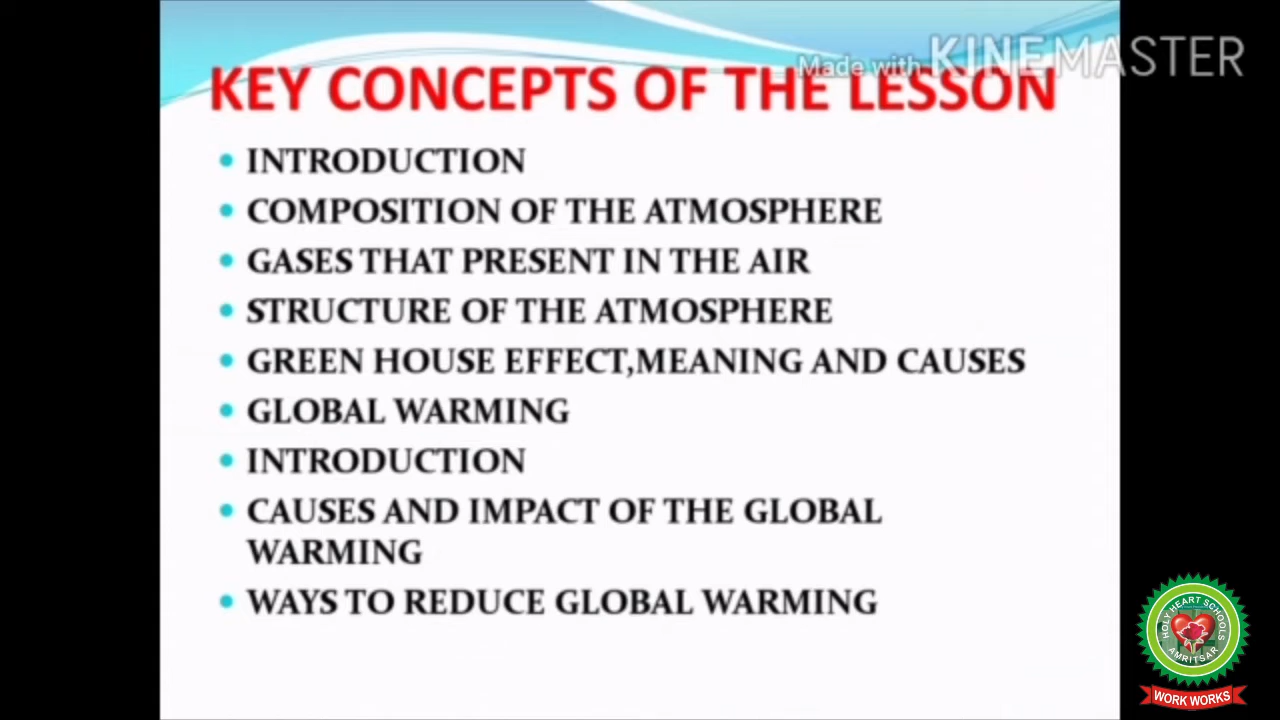 Made with KINEMASTER
KEY CONCEPTS OF THE LESSON
INTRODUCTION
COMPOSITION OF THE ATMOSPHERE
GASES THAT PRESENT IN THE AIR
STRUCTURE OF THE ATMOSPHERE
GREEN HOUSE EFFECT,MEANING AND CAUSES
GLOBAL WARMING
INTRODUCTION
CAUSES AND IMPACT OF THE GLOBAL
WARMING
WAYS TO REDUCE GLOBAL WARMING
HOLY HEART SCHOOLS
AMRITSAR
WORK WORKS